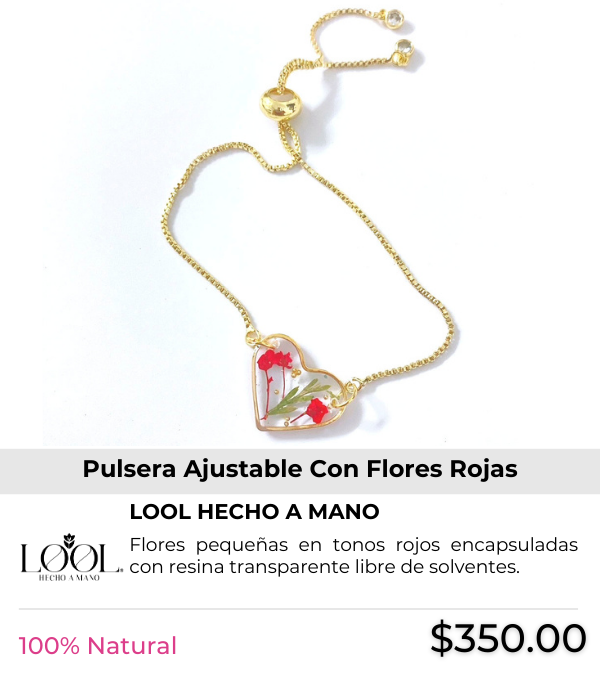 Pulsera Ajustable Con Flores Rojas
LOOL HECHO A MANO
Flores pequeñas en tonos rojos encapsuladas
con resina transparente libre de solventes.
LOOL®
HECHO A MANO
100% Natural
$350.00